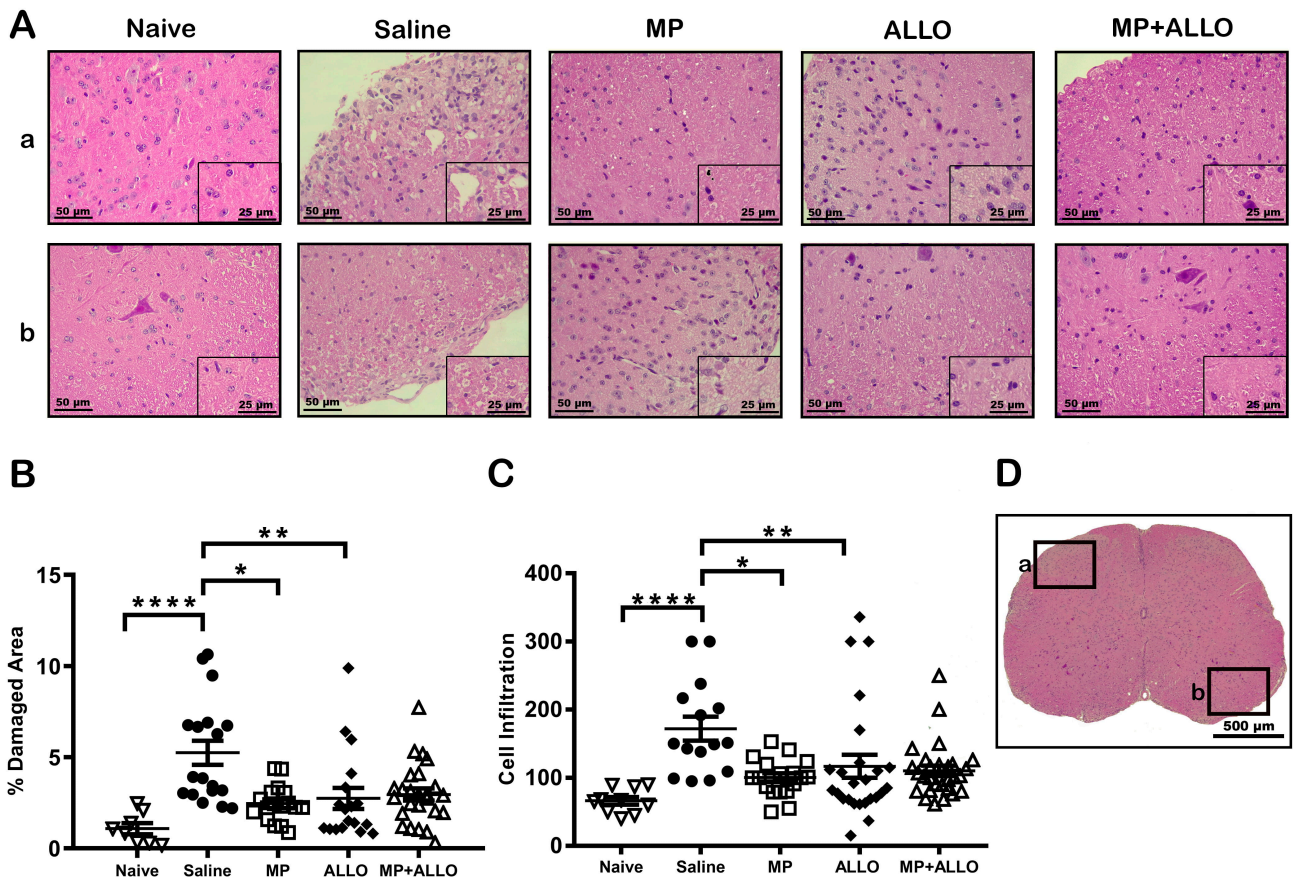 A
Naive Saline MP ALLO MP+ALLO
a
50 µm 25 µm 50 µm 25 µm 50 µm 25 µm 50 µm 25 µm 50 µm 25 µm
b
50 µm 25 µm 50 µm 25 µm 50 µm 25 µm 50 µm 25 µm 50 µm 25 µm
B
% Damaged Area
15
10
5
0
****
*
**
Naive Saline MP ALLO MP+ALLO
C
Cell Infiltration
400
300
200
100
0
****
*
**
Naive Saline MP ALLO MP+ALLO
D
a
b
500 µm